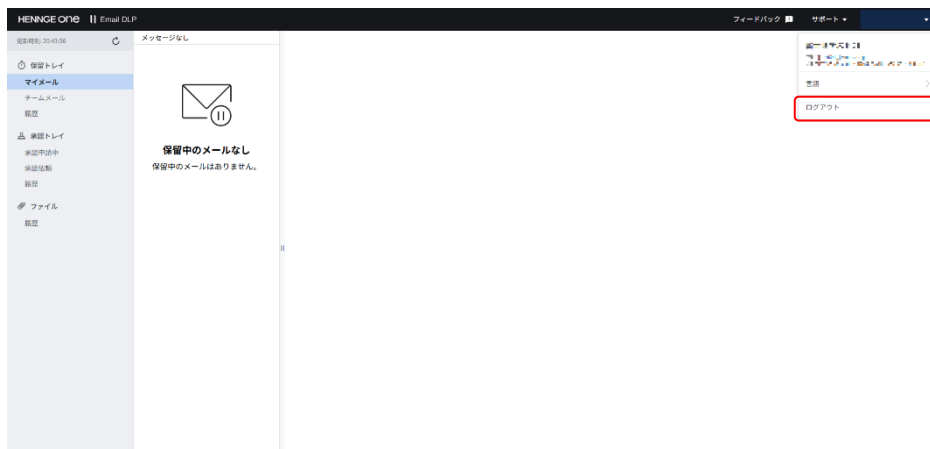 HENNGE ONE Email DLP フィードバック サポート
更新時刻: 20:45:56
メッセージなし
保留トレイ
マイメール
チームメール
履歴
承認トレイ
承認申請中
承認依頼
履歴
ファイル
履歴
保留中のメールなし
保留中のメールはありません。
言語
ログアウト